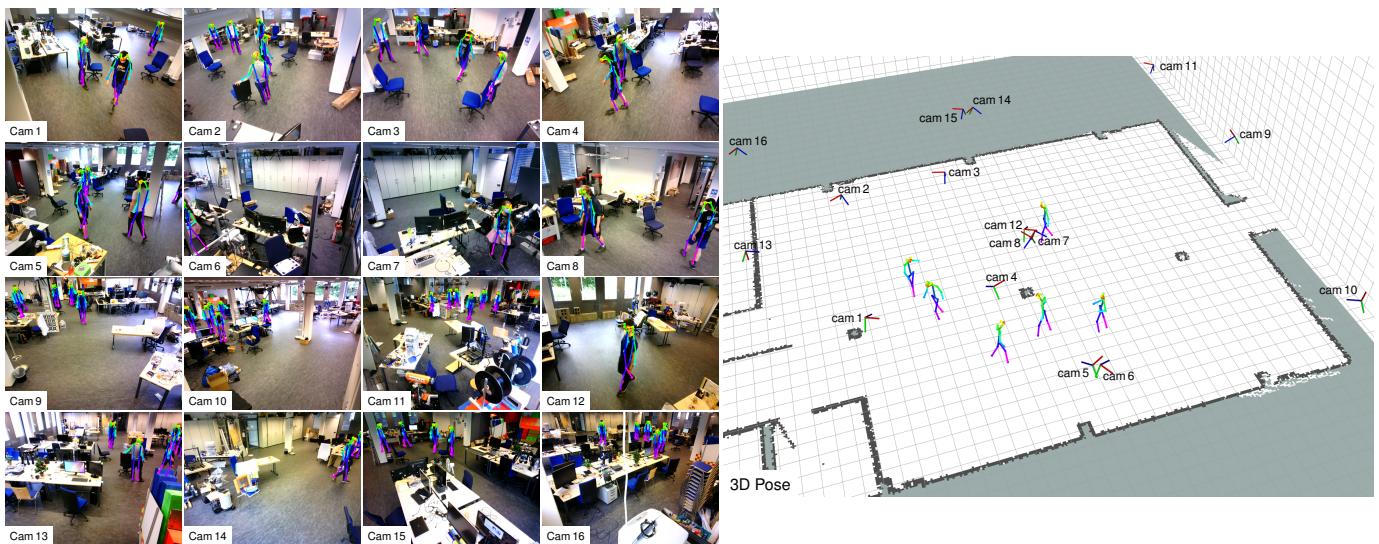 Cam 1
Cam 2
Cam 3
Cam 4
Cam 5
Cam 6
Cam 7
Cam 8
Cam 9
Cam 10
Cam 11
Cam 12
Cam 13
Cam 14
Cam 15
Cam 16
cam 11
cam 14
cam 15
cam 9
cam 16
cam 3
cam 2
cam 12
cam 8
cam 7
cam 13
cam 4
cam 10
cam 1
cam 5
cam 6
3D Pose